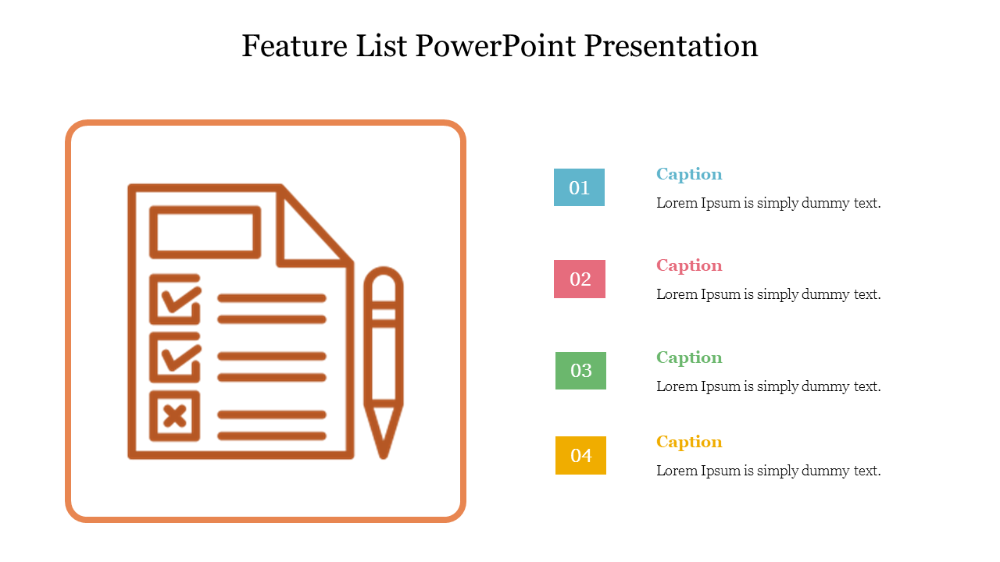 Feature List PowerPoint Presentation
01
Caption
Lorem Ipsum is simply dummy text.
02
Caption
Lorem Ipsum is simply dummy text.
03
Caption
Lorem Ipsum is simply dummy text.
04
Caption
Lorem Ipsum is simply dummy text.